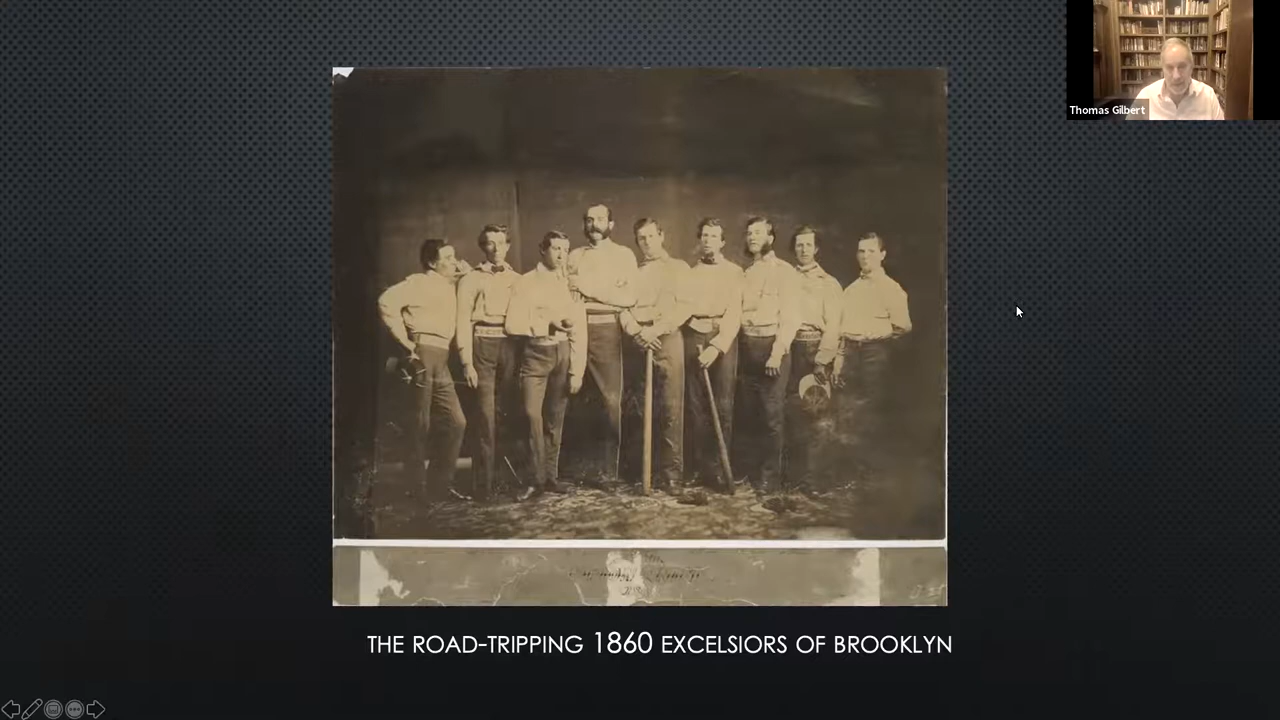 Thomas Gilbert
THE ROAD-TRIPPING 1860 EXCELSIORS OF BROOKLYN